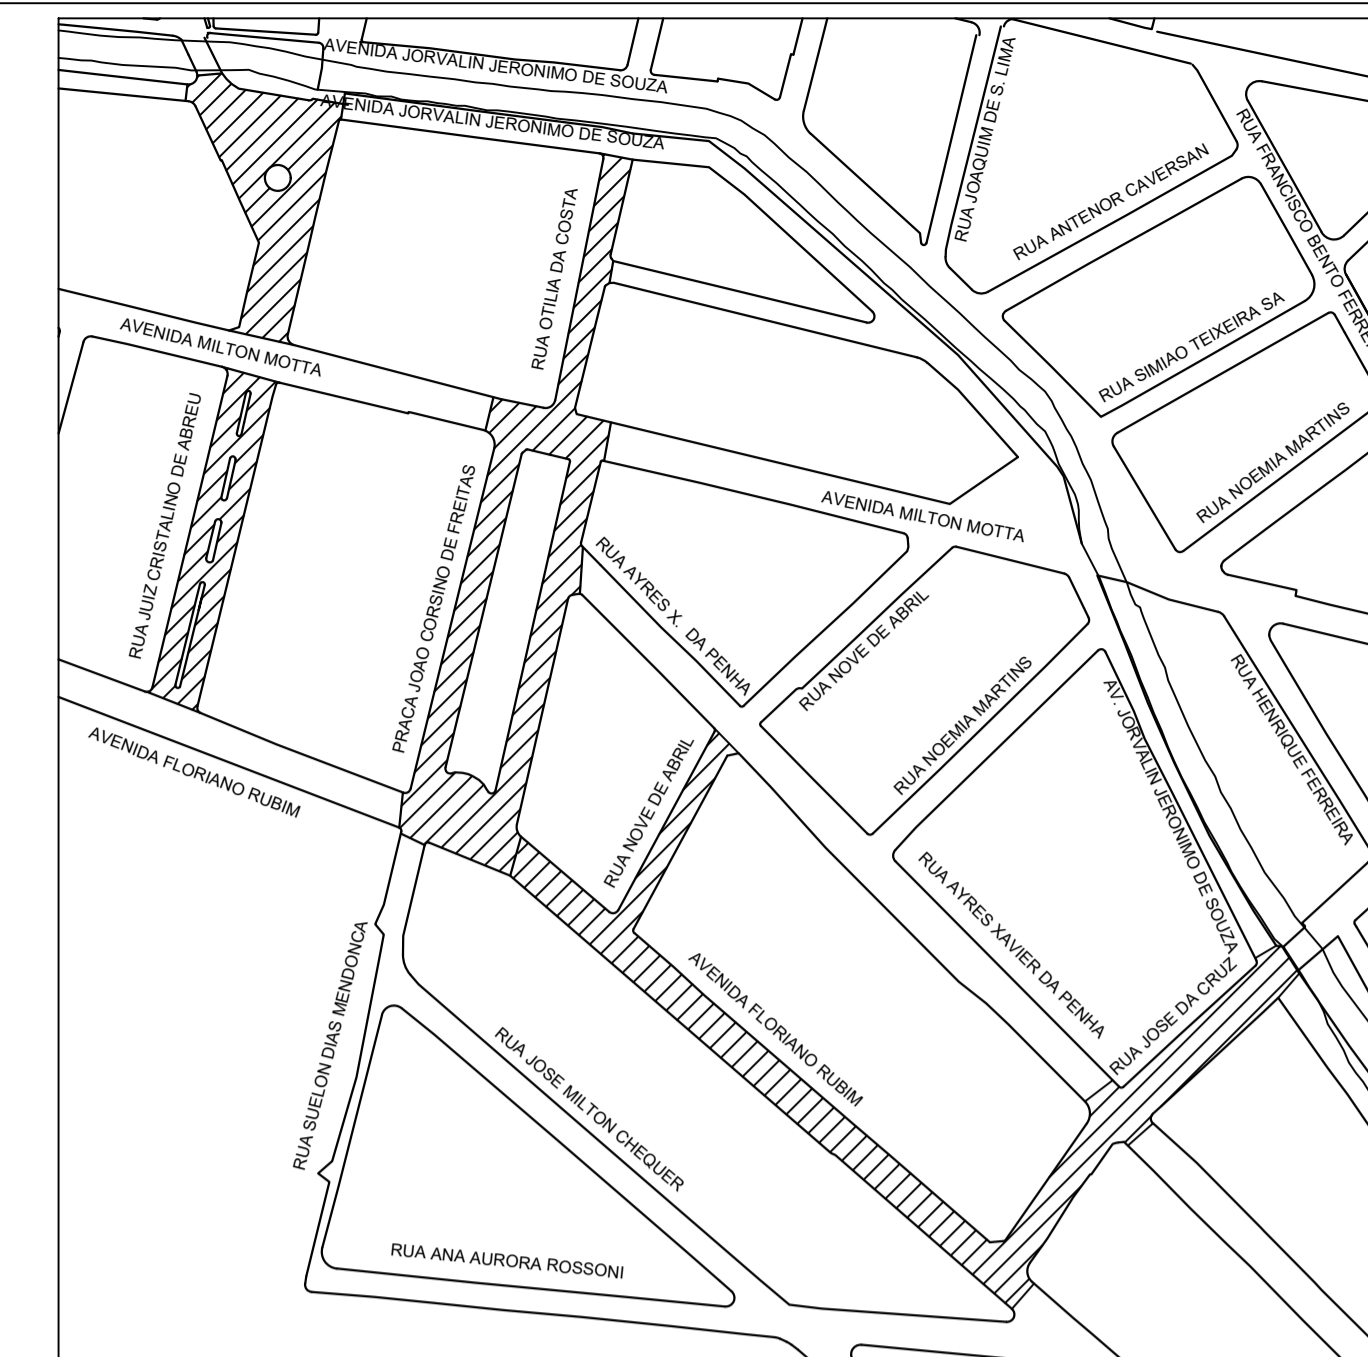 AVENIDA JORVALIN JERONIMO DE SOUZA
AVENIDA JORVALIN JERONIMO DE SOUZA
RUA JOAQUIM DE S. LIMA
RUA ANTENOR CAVERSAN
RUA FRANCISCO BENTO FERREI
RUA OTILIA DA COSTA
RUA SIMIAO TEIXEIRA SA
AVENIDA MILTON MOTTA
RUA NOEMIA MARTINS
RUA JUIZ CRISTALINO DE ABREU
PRACA JOAO CORSINO DE FREITAS
AVENIDA MILTON MOTTA
RUA AYRES X. DA PENHA
RUA NOVE DE ABRIL
RUA NOEMIA MARTINS
RUA HENRIQUE FERREIRA
AV. JORVALIN JERONIMO DE SOUZA
AVENIDA FLORIANO RUBIM
RUA NOVE DE ABRIL
RUA AYRES XAVIER DA PENHA
RUA JOSE DA CRUZ
AVENIDA FLORIANO RUBIM
RUA SUELON DIAS MENDONCA
RUA JOSE MILTON CHEQUER
RUA ANA AURORA ROSSONI